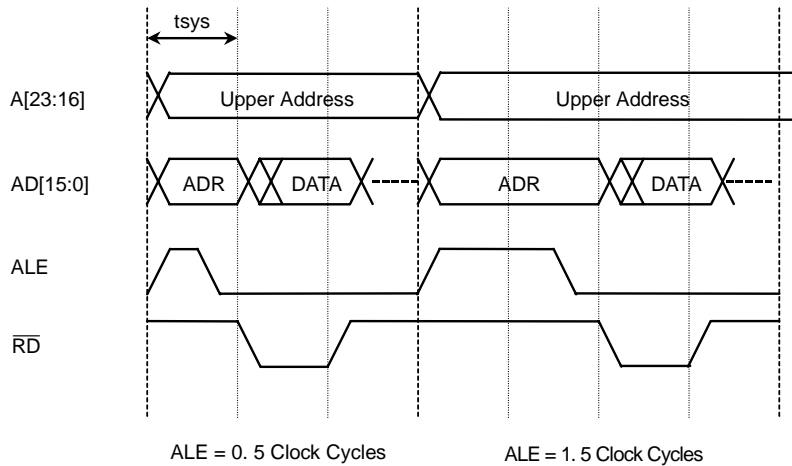 tsys
A[23:16]
Upper Address
Upper Address
AD[15:0]
ADR
DATA
ADR
DATA
ALE
RD
ALE = 0. 5 Clock Cycles
ALE = 1. 5 Clock Cycles